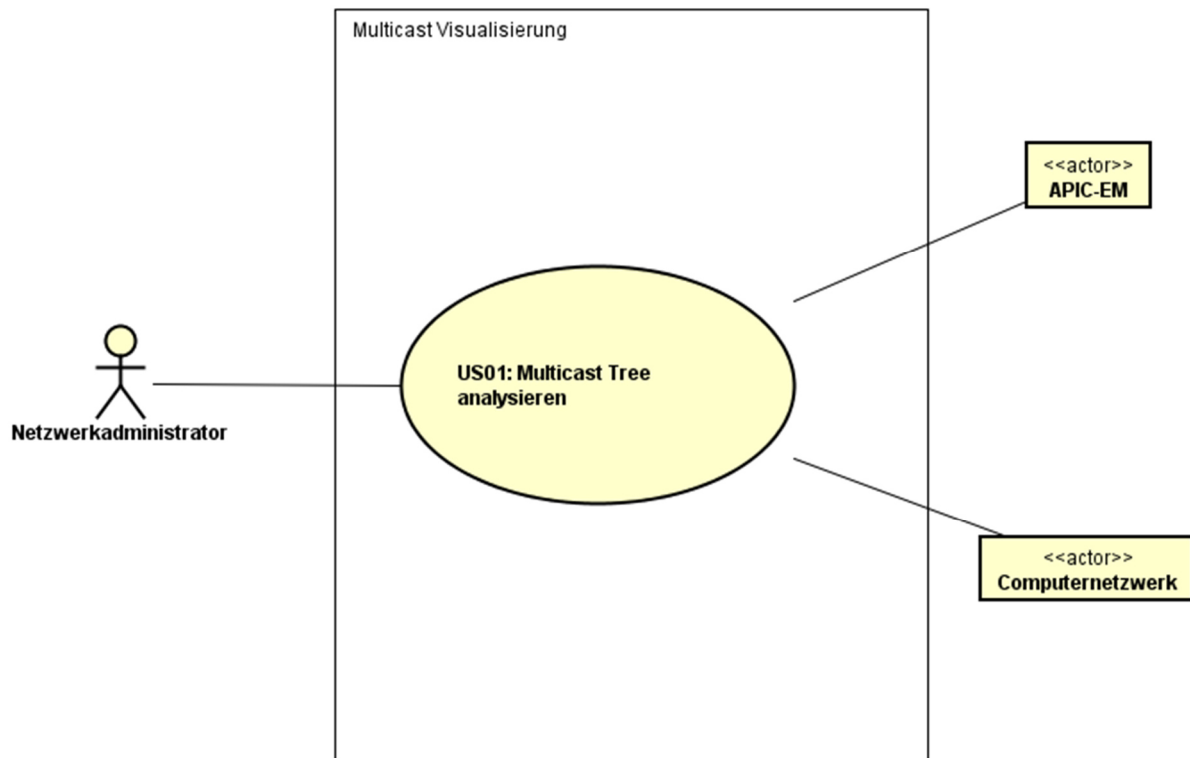 Multicast Visualisierung
<<actor>>
APIC-EM
US01: Multicast Tree
analysieren
Netzwerkadministrator
<<actor>>
Computernetzwerk